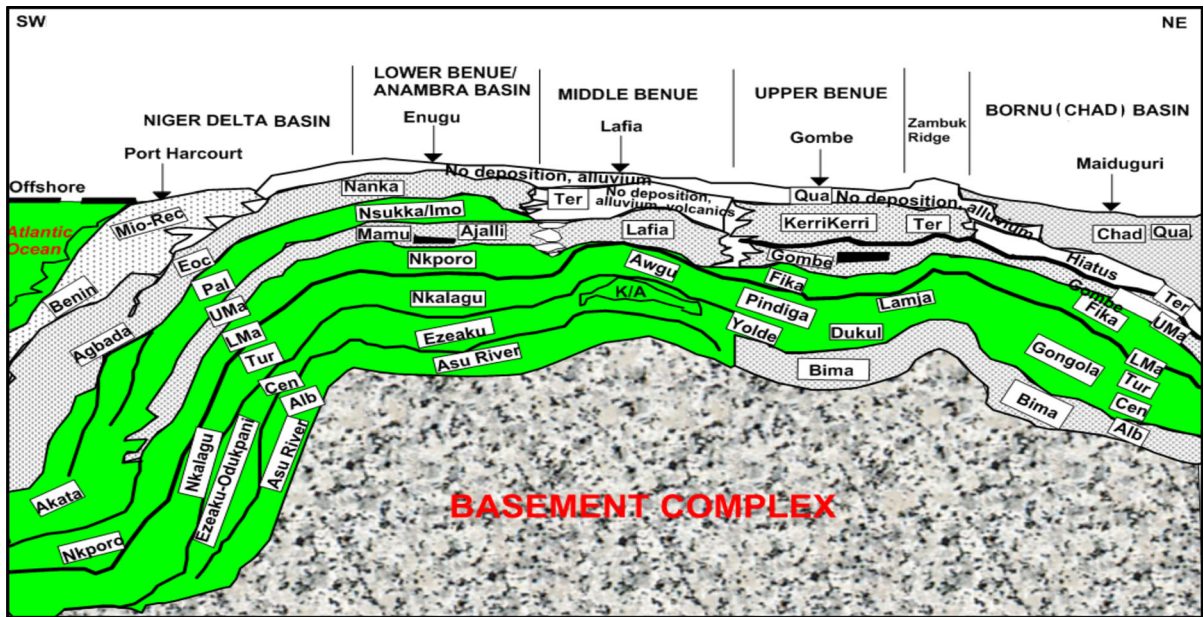 SW
NE
LOWER BENUE/
ANAMBRA BASIN
MIDDLE BENUE
UPPER BENUE
Zambuk
Ridge
BORNU (CHAD) BASIN
NIGER DELTA BASIN
Enugu
Lafia
Gombe
Port Harcourt
Maiduguri
Offshore
No deposition, alluvium
Nanka
Ter
No deposition,
alluvium, volcanics
Qua
No deposition, alluvium
Mio-Rec
Nsukka/Imo
KerriKerri
Ter
Chad
Qua
Atlantic
Ocean
Mamu
Ajalli
Lafia
Eoc
Nkporo
Awgu
Gombe
Hiatus
Pal
Fika
Gombe
Ter
Benin
UMa
Nkalagu
K/A
Pindiga
Lamja
Fika
UMa
Agbada
LMa
Ezeaku
Yolde
Dukul
Gongola
LMa
Tur
Asu River
Bima
Tur
Cen
Cen
Alb
Bima
Alb
Nkalagu
Ezeaku-Odukpani
Asu River
Akata
Nkporo
BASEMENT COMPLEX